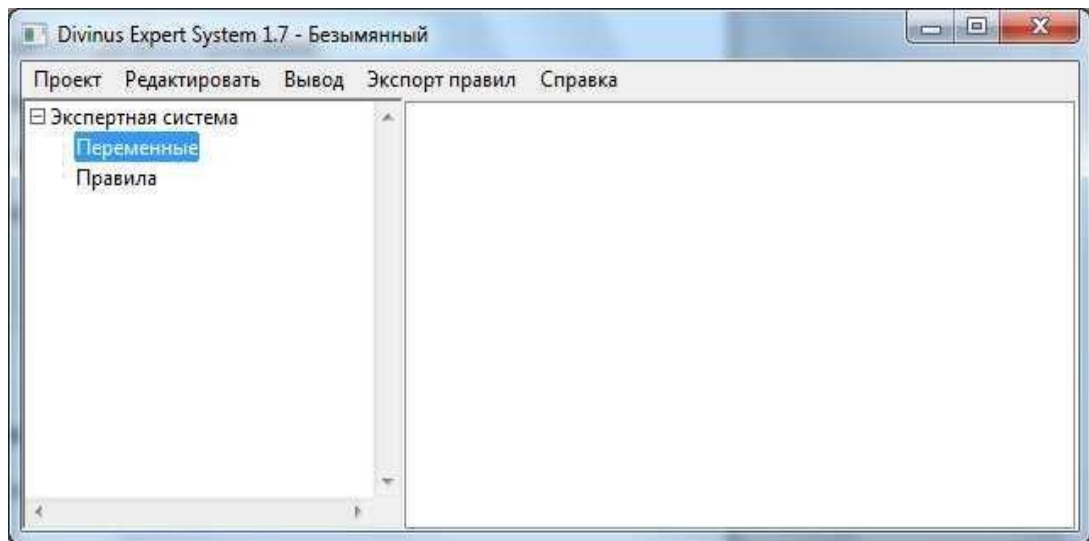 Divinus Expert System 1.7 - Безымянный
Проект Редактировать Вывод Экспорт правил Справка
Экспертная система
Переменные
Правила